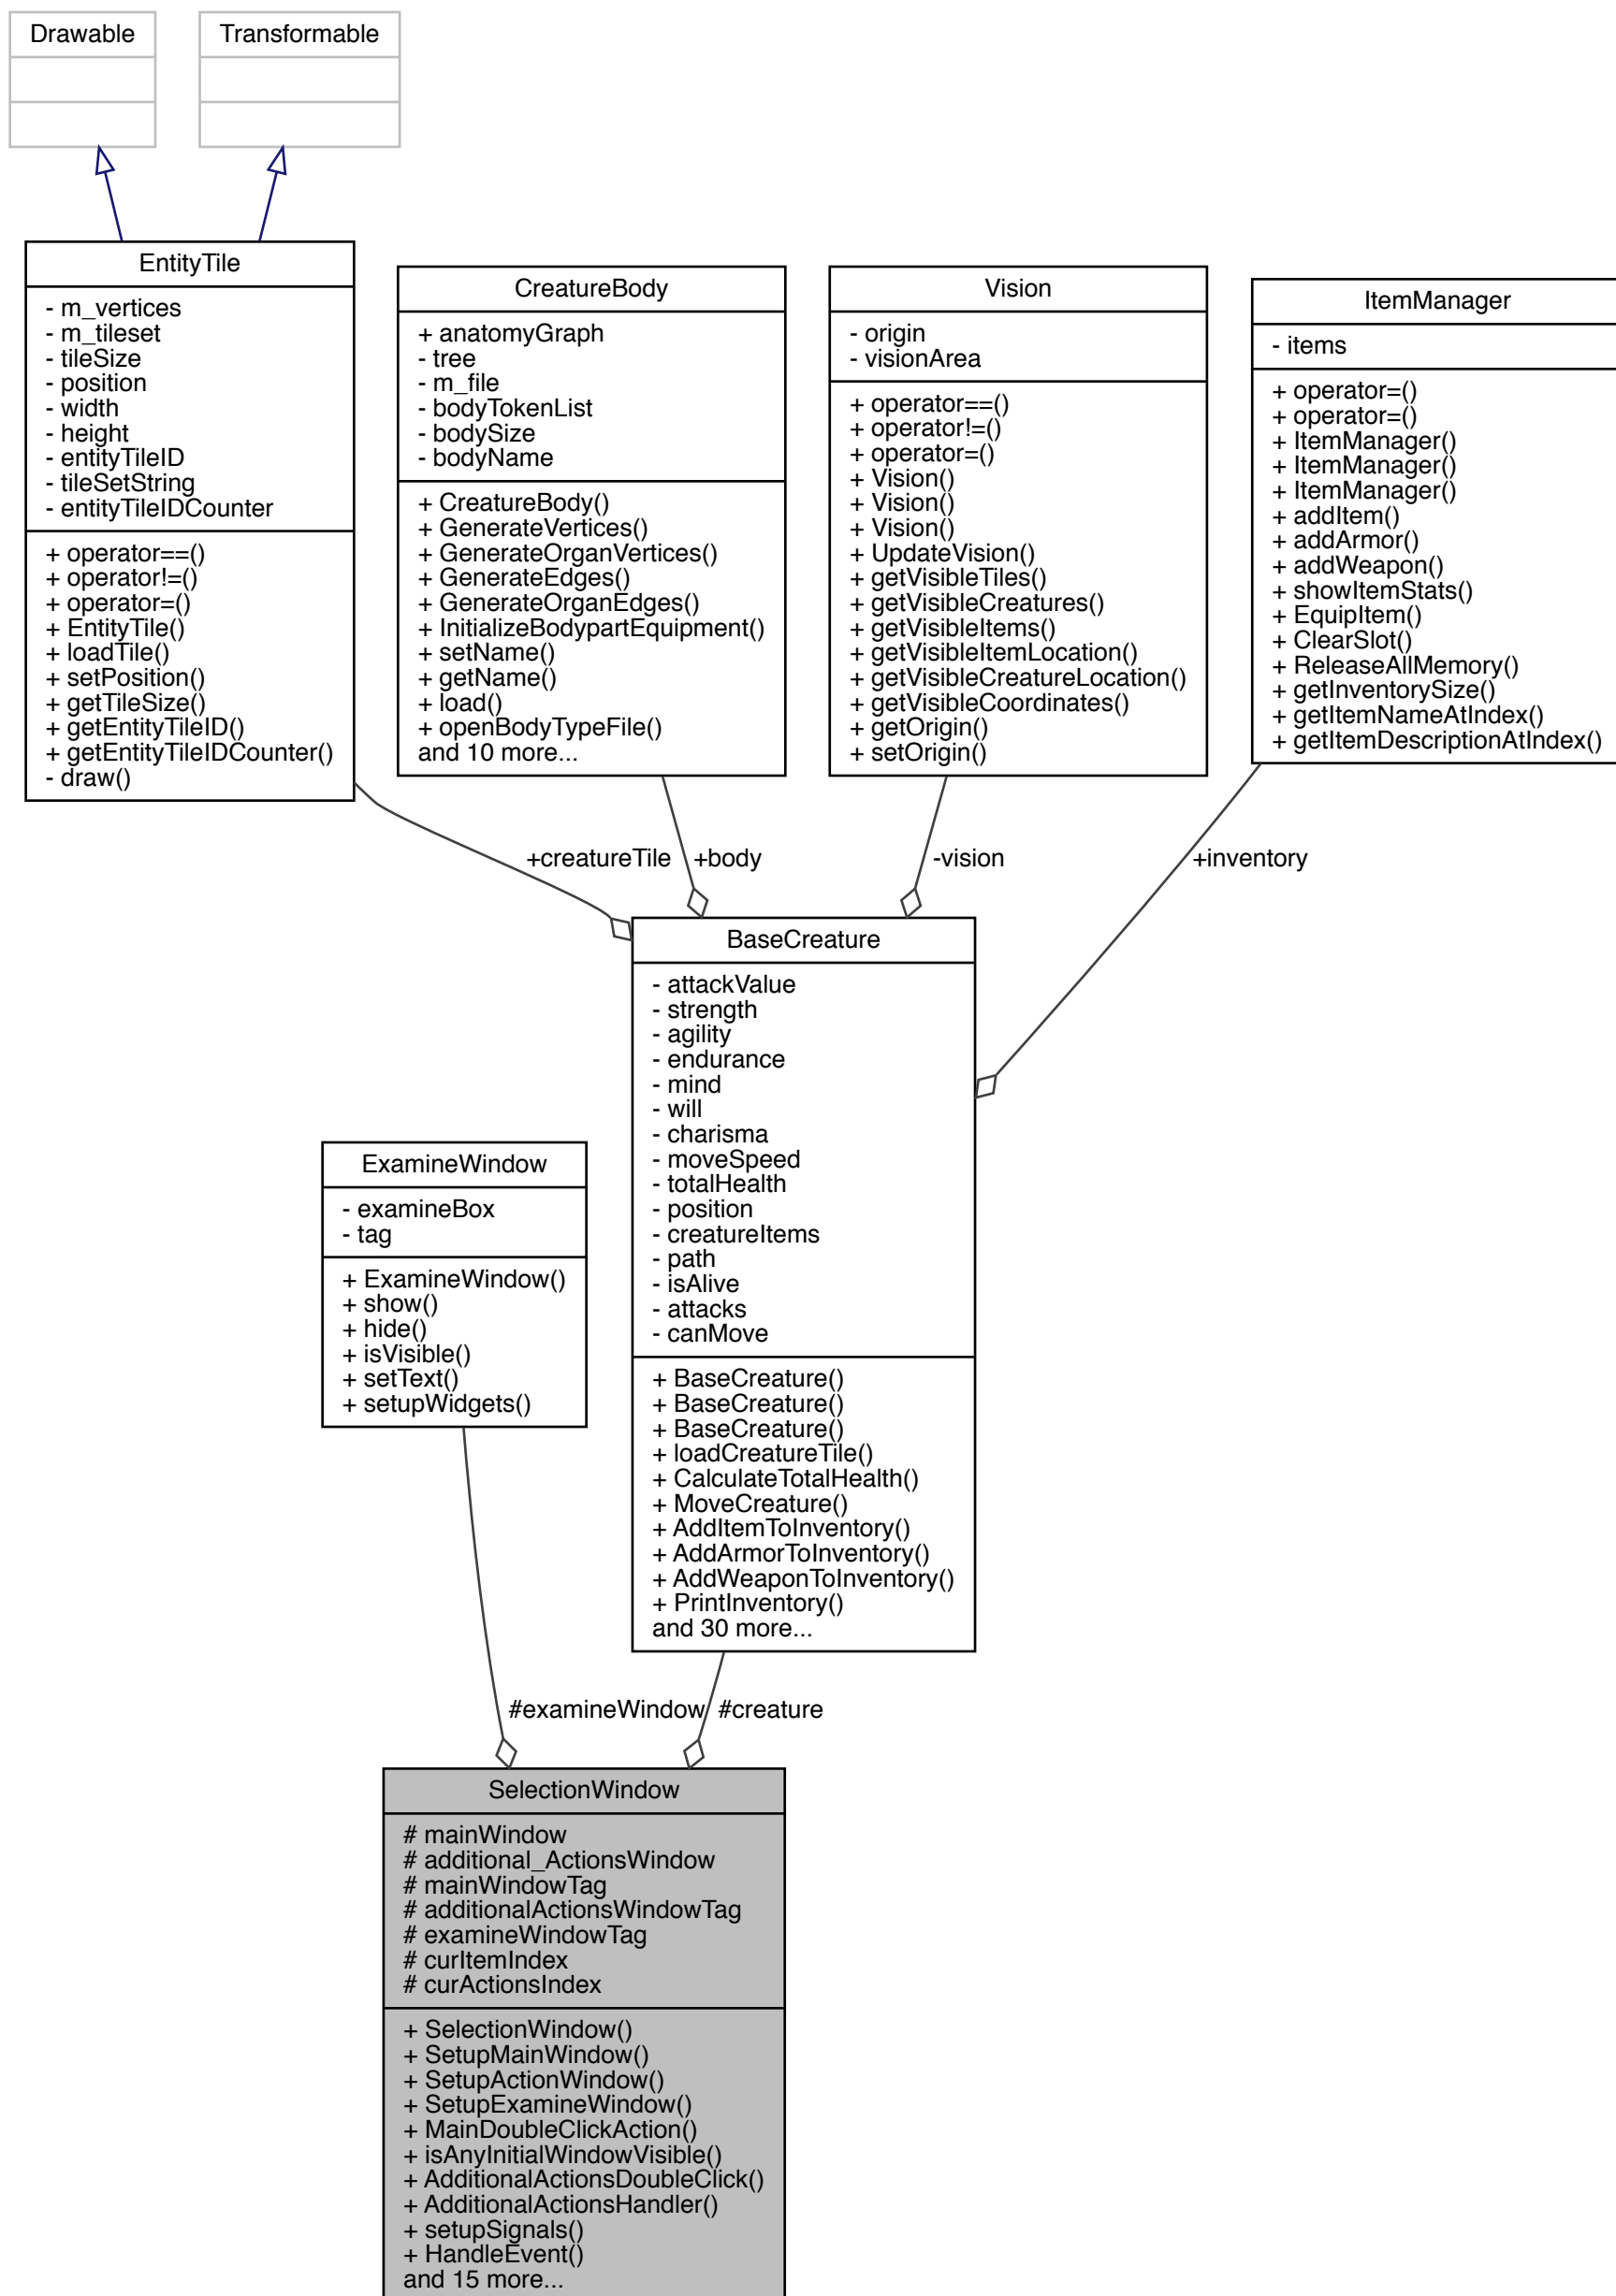 Drawable
Transformable
EntityTile
- m_vertices
- m_tileset
- tileSize
- position
- width
- height
- entityTileID
- tileSetString
- entityTileIDCounter
+ operator==()
+ operator!=()
+ operator=()
+ EntityTile()
+ loadTile()
+ setPosition()
+ getTileSize()
+ getEntityTileID()
+ getEntityTileIDCounter()
- draw()
CreatureBody
+ anatomyGraph
- tree
- m_file
- bodyTokenList
- bodySize
- bodyName
+ CreatureBody()
+ GenerateVertices()
+ GenerateOrganVertices()
+ GenerateEdges()
+ GenerateOrganEdges()
+ InitializeBodypartEquipment()
+ setName()
+ getName()
+ load()
+ openBodyTypeFile()
and 10 more...
Vision
- origin
- visionArea
+ operator==()
+ operator!=()
+ operator=()
+ Vision()
+ Vision()
+ Vision()
+ UpdateVision()
+ getVisibleTiles()
+ getVisibleCreatures()
+ getVisibleItems()
+ getVisibleItemLocation()
+ getVisibleCreatureLocation()
+ getVisibleCoordinates()
+ getOrigin()
+ setOrigin()
ItemManager
- items
+ operator=()
+ operator=()
+ ItemManager()
+ ItemManager()
+ ItemManager()
+ addItem()
+ addArmor()
+ addWeapon()
+ showItemStats()
+ EquipItem()
+ ClearSlot()
+ ReleaseAllMemory()
+ getInventorySize()
+ getItemNameAtIndex()
+ getItemDescriptionAtIndex()
+creatureTile
+body
-vision
+inventory
BaseCreature
- attackValue
- strength
- agility
- endurance
- mind
- will
- charisma
- moveSpeed
- totalHealth
- position
- creatureItems
- path
- isAlive
- attacks
- canMove
+ BaseCreature()
+ BaseCreature()
+ BaseCreature()
+ loadCreatureTile()
+ CalculateTotalHealth()
+ MoveCreature()
+ AddItemToInventory()
+ AddArmorToInventory()
+ AddWeaponToInventory()
+ PrintInventory()
and 30 more...
ExamineWindow
- examineBox
- tag
+ ExamineWindow()
+ show()
+ hide()
+ isVisible()
+ setText()
+ setupWidgets()
#examineWindow
#creature
SelectionWindow
# mainWindow
# additional_ActionsWindow
# mainWindowTag
# additionalActionsWindowTag
# examineWindowTag
# curItemIndex
# curActionsIndex
+ SelectionWindow()
+ SetupMainWindow()
+ SetupActionWindow()
+ SetupExamineWindow()
+ MainDoubleClickAction()
+ isAnyInitialWindowVisible()
+ AdditionalActionsDoubleClick()
+ AdditionalActionsHandler()
+ setupSignals()
+ HandleEvent()
and 15 more...